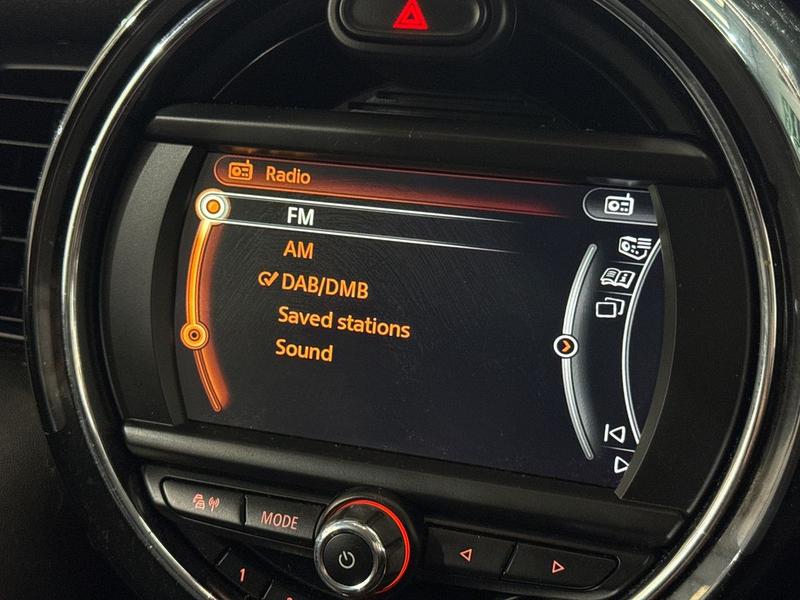 Radio
FM
AM
DAB/DMB
Saved stations
Sound
MODE
1